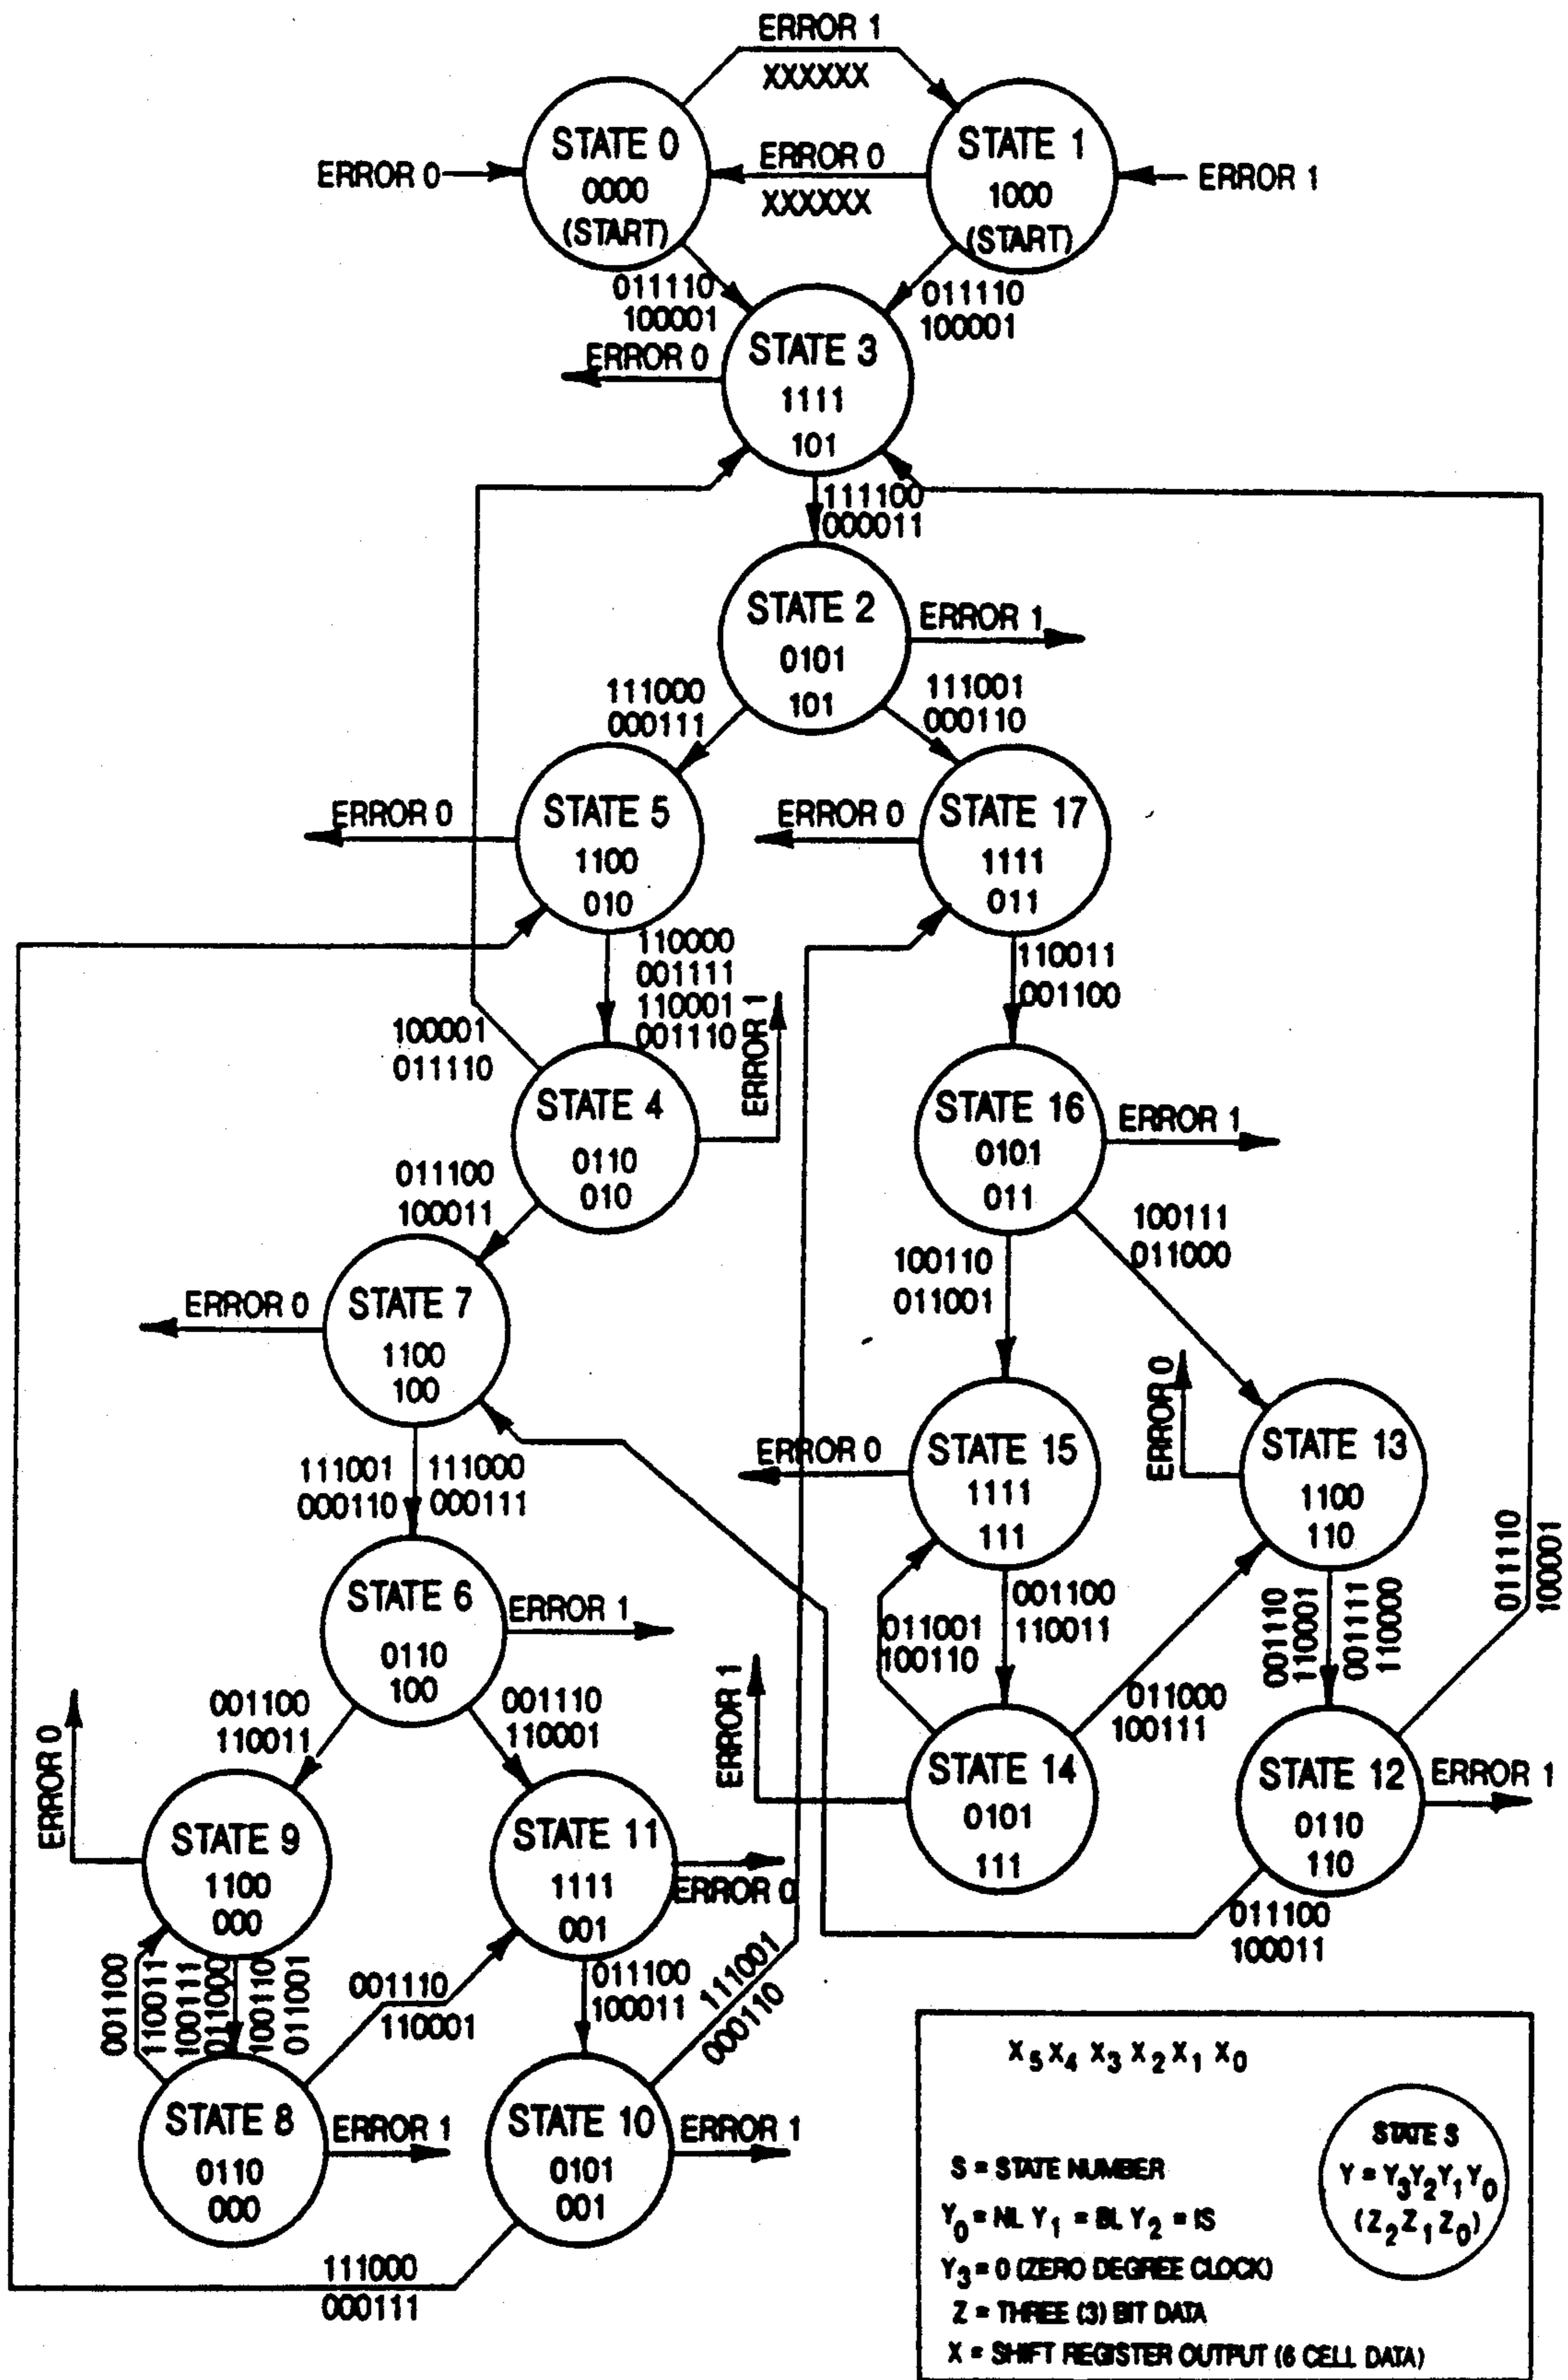 ERROR 1
XXXXXX
STATE 0
0000
(START)
ERROR 0
ERROR 0
XXXXXX
STATE 1
1000
(START)
ERROR 1
011110
100001
011110
100001
STATE 3
1111
101
ERROR 0
111100
000011
STATE 2
0101
101
ERROR 1
111000
000111
111001
000110
STATE 5
1100
010
ERROR 0
STATE 17
1111
011
ERROR 0
110000
001111
110001
001110
110011
001100
100001
011110
STATE 4
0110
010
ERROR 1
STATE 16
0101
011
ERROR 1
011100
100011
100110
011001
100111
011000
STATE 7
1100
100
ERROR 0
STATE 15
1111
111
ERROR 0
STATE 13
1100
110
ERROR 0
111001
000110
111000
000111
STATE 6
0110
100
ERROR 1
011001
100110
001100
110011
001110
110001
001111
110000
011110
100001
001100
110011
001110
110001
ERROR 1
STATE 14
0101
111
011000
100111
STATE 12
0110
110
ERROR 1
ERROR 0
STATE 9
1100
000
STATE 11
1111
001
ERROR 0
011100
100011
001100
110011
100111
011000
100110
011001
001110
110001
011100
100011
111001
000110
STATE 8
0110
000
ERROR 1
STATE 10
0101
001
ERROR 1
111000
000111
X5 X4 X3 X2 X1 X0
S = STATE NUMBER
Y0 = NL Y1 = BL Y2 = IS
Y3 = 0 (ZERO DEGREE CLOCK)
Z = THREE (3) BIT DATA
X = SHIFT REGISTER OUTPUT (6 CELL DATA)
STATE S
Y = Y3Y2Y1Y0
(Z2Z1Z0)